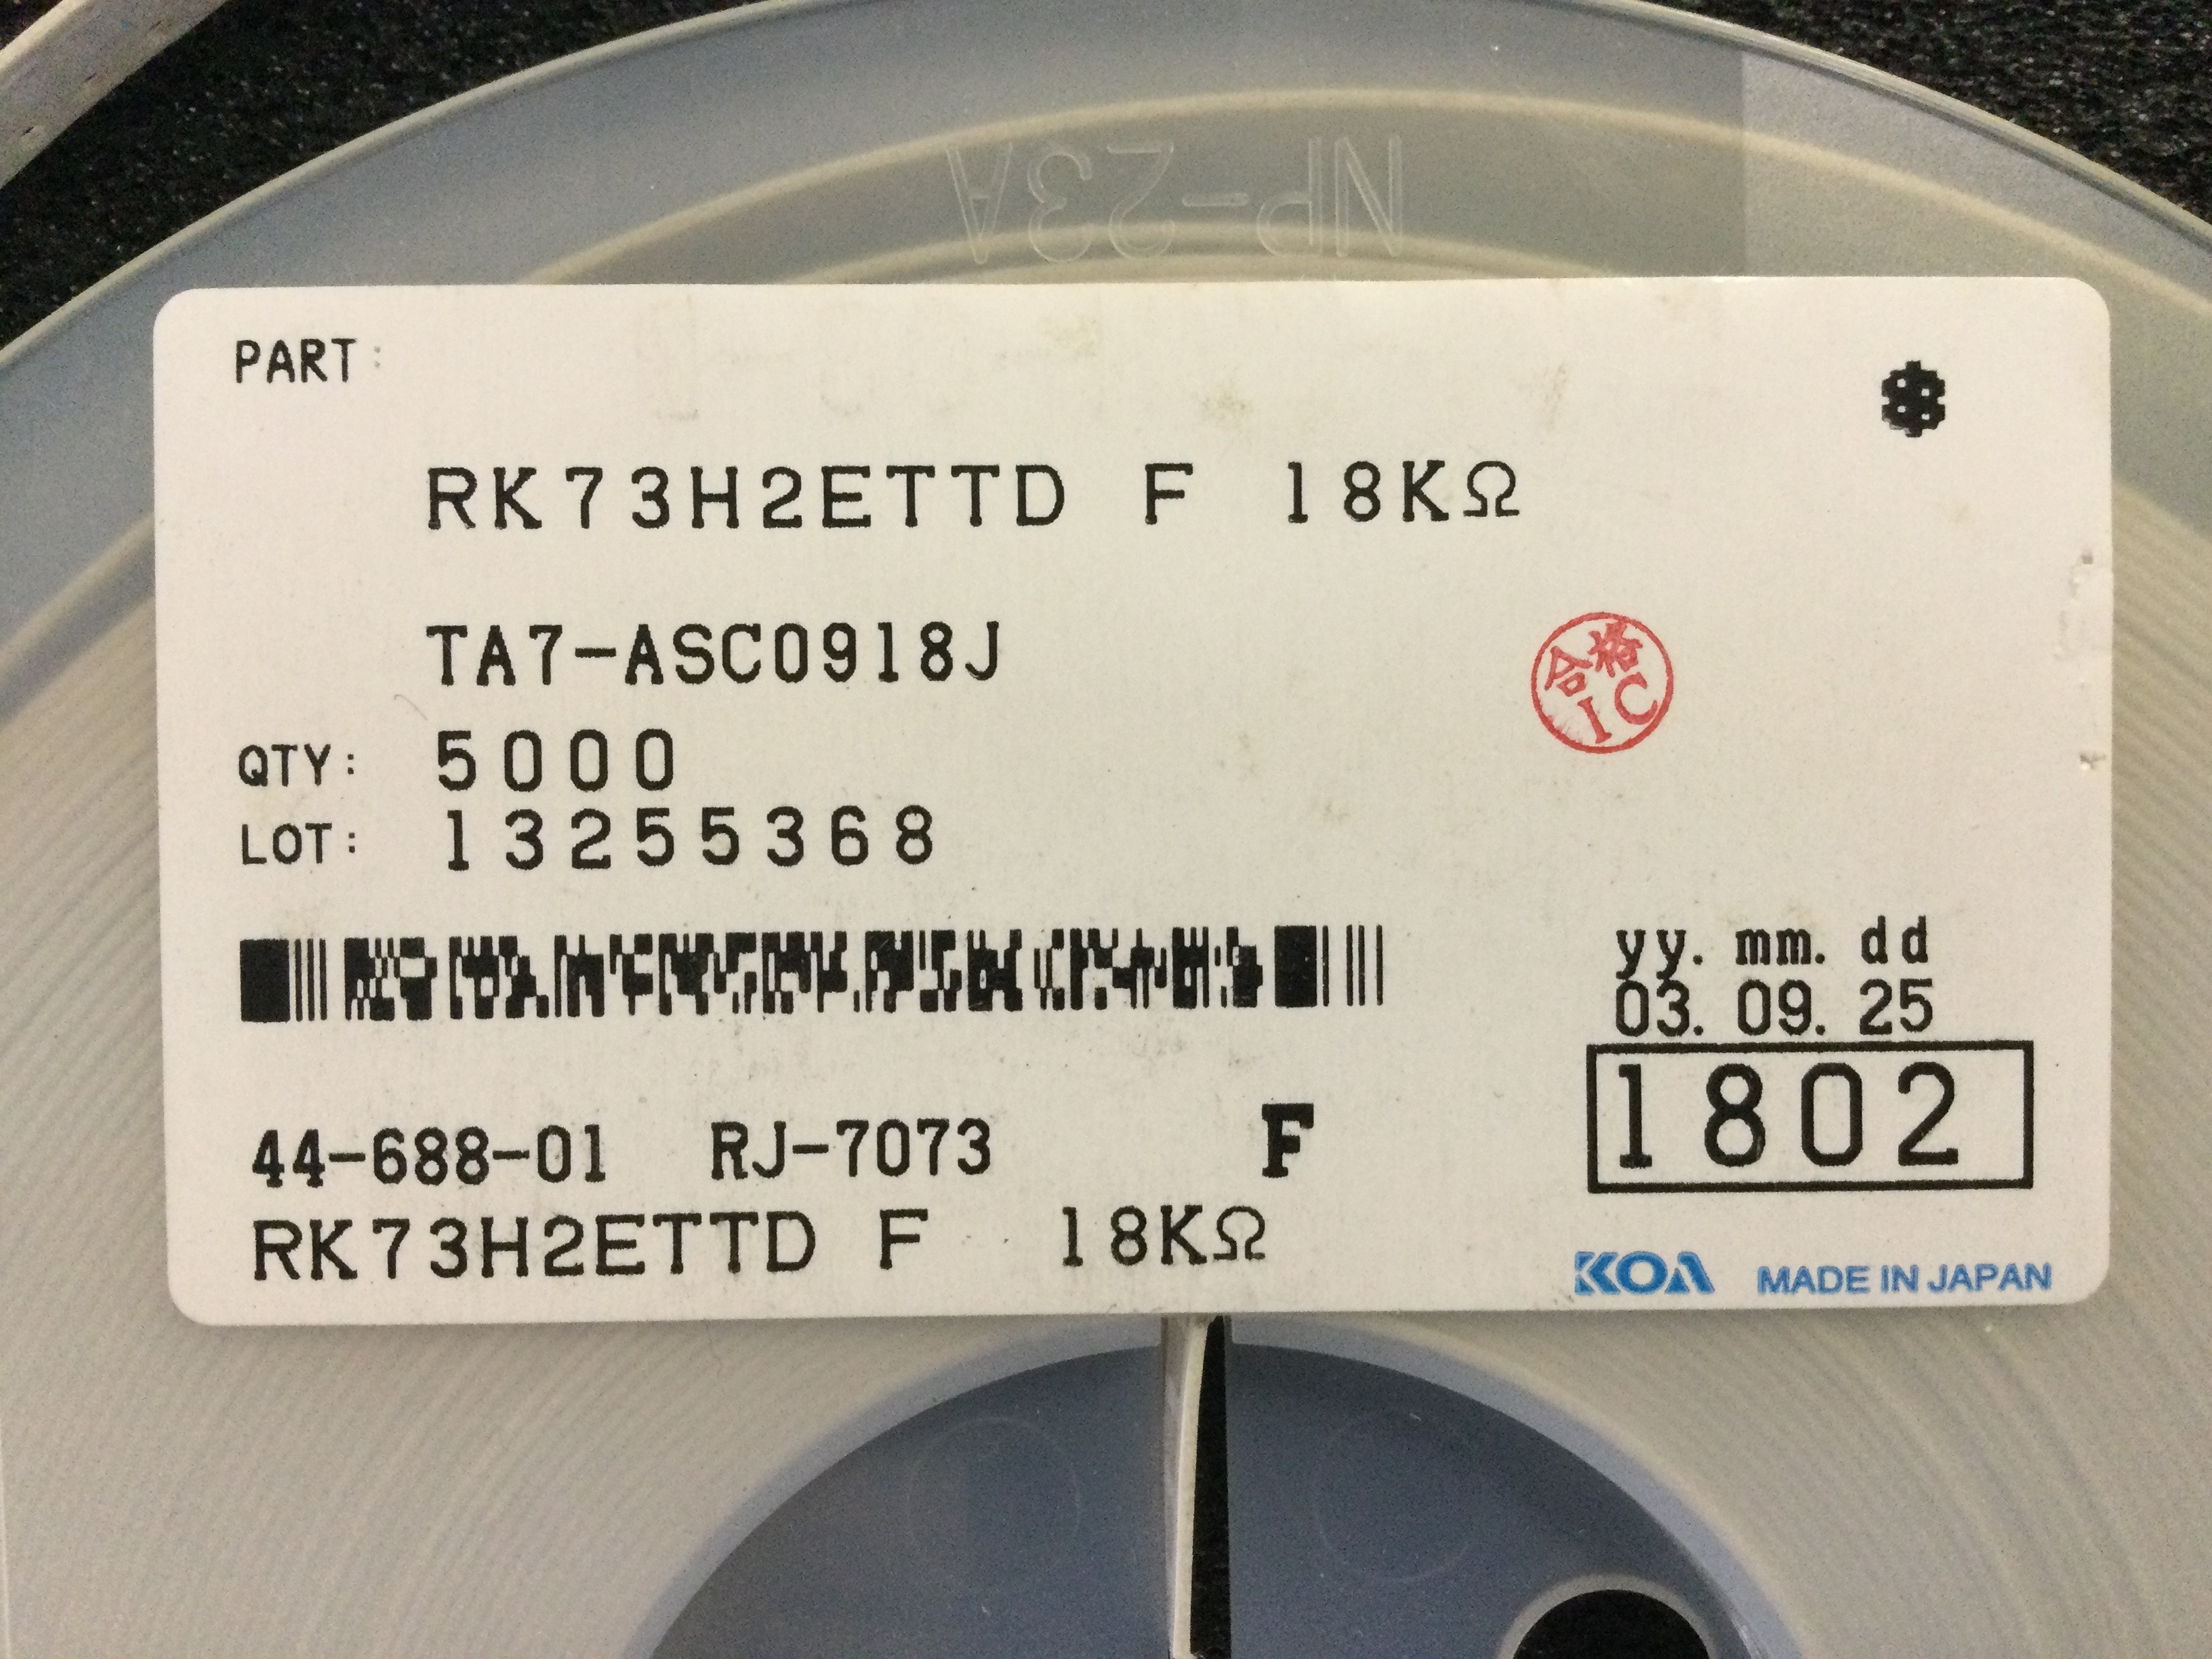 NP-23A
PART:
RK73H2ETTD F 18KΩ
TA7-ASC0918J
合格
IC
QTY: 5000
LOT: 13255368
yy. mm. dd
03. 09. 25
1802
44-688-01 RJ-7073 F
RK73H2ETTD F 18KΩ
KOA MADE IN JAPAN